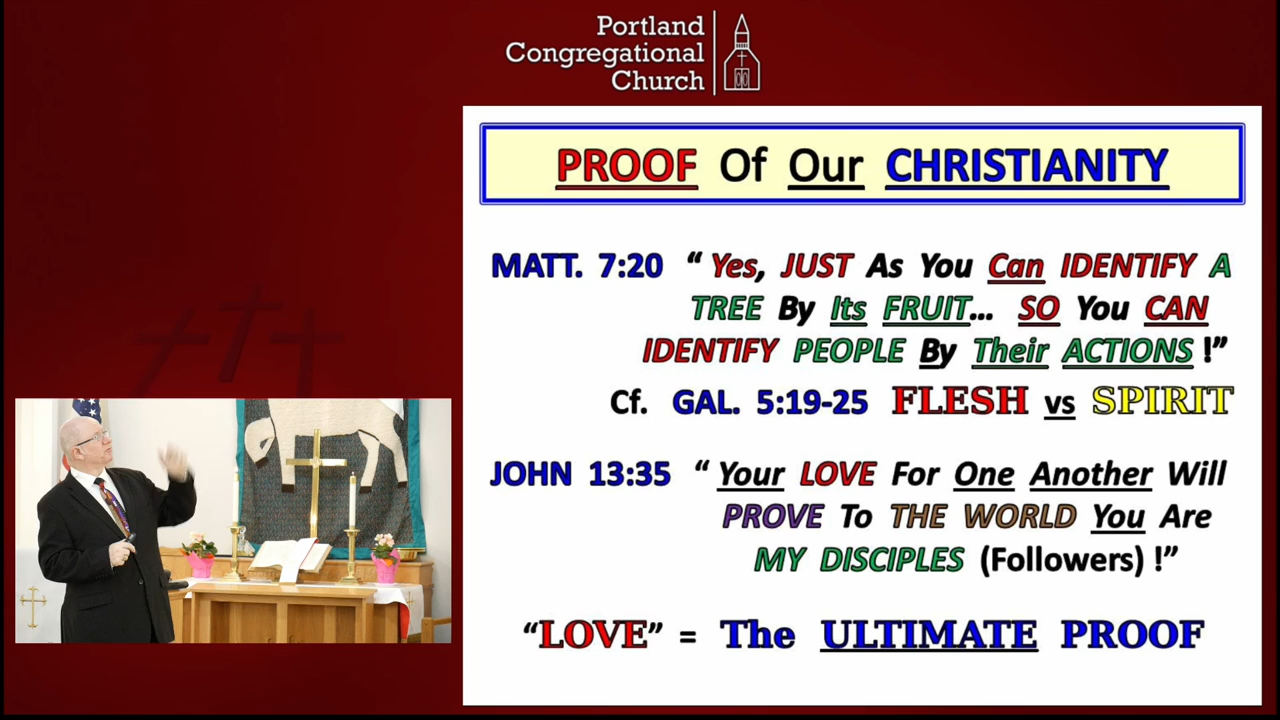 Portland
Congregational
Church
PROOF Of Our CHRISTIANITY
MATT. 7:20 “ Yes, JUST As You Can IDENTIFY A
TREE By Its FRUIT… SO You CAN
IDENTIFY PEOPLE By Their ACTIONS !”
Cf. GAL. 5:19-25 FLESH vs SPIRIT
JOHN 13:35 “ Your LOVE For One Another Will
PROVE To THE WORLD You Are
MY DISCIPLES (Followers) !”
“LOVE” = The ULTIMATE PROOF